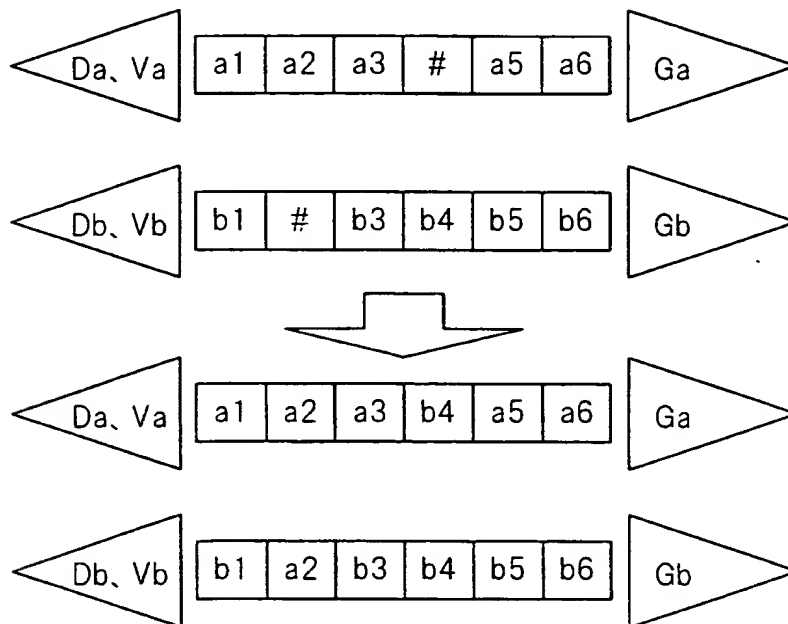 Da、Va a1 a2 a3 # a5 a6 Ga
Db、Vb b1 # b3 b4 b5 b6 Gb
Da、Va a1 a2 a3 b4 a5 a6 Ga
Db、Vb b1 a2 b3 b4 b5 b6 Gb